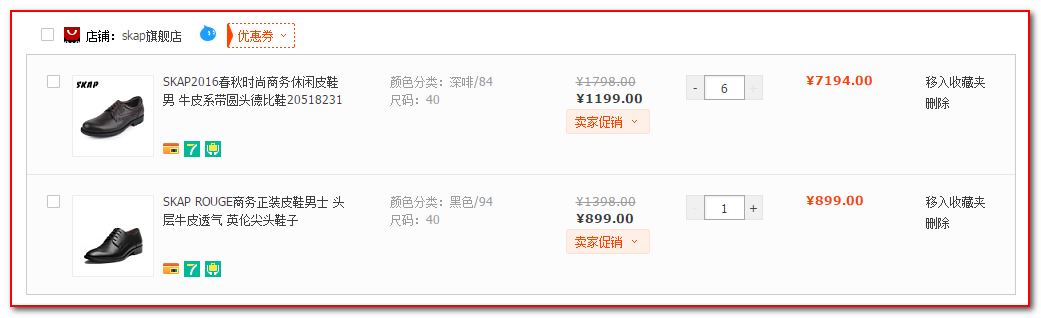 店铺：skap旗舰店 优惠券
SKAP
SKAP2016春秋时尚商务休闲皮鞋
男 牛皮系带圆头德比鞋20518231
颜色分类：深啡/84
尺码：40
¥1798.00
¥1199.00
卖家促销
- 6 +
¥7194.00
移入收藏夹
删除
7
SKAP ROUGE商务正装皮鞋男士 头
层牛皮透气 英伦尖头鞋子
颜色分类：黑色/94
尺码：40
¥1398.00
¥899.00
卖家促销
- 1 +
¥899.00
移入收藏夹
删除
7